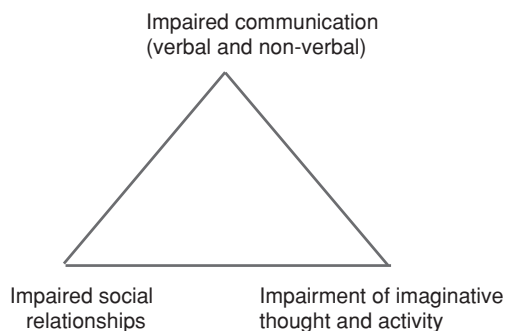 Impaired communication
(verbal and non-verbal)
Impaired social
relationships
Impairment of imaginative
thought and activity